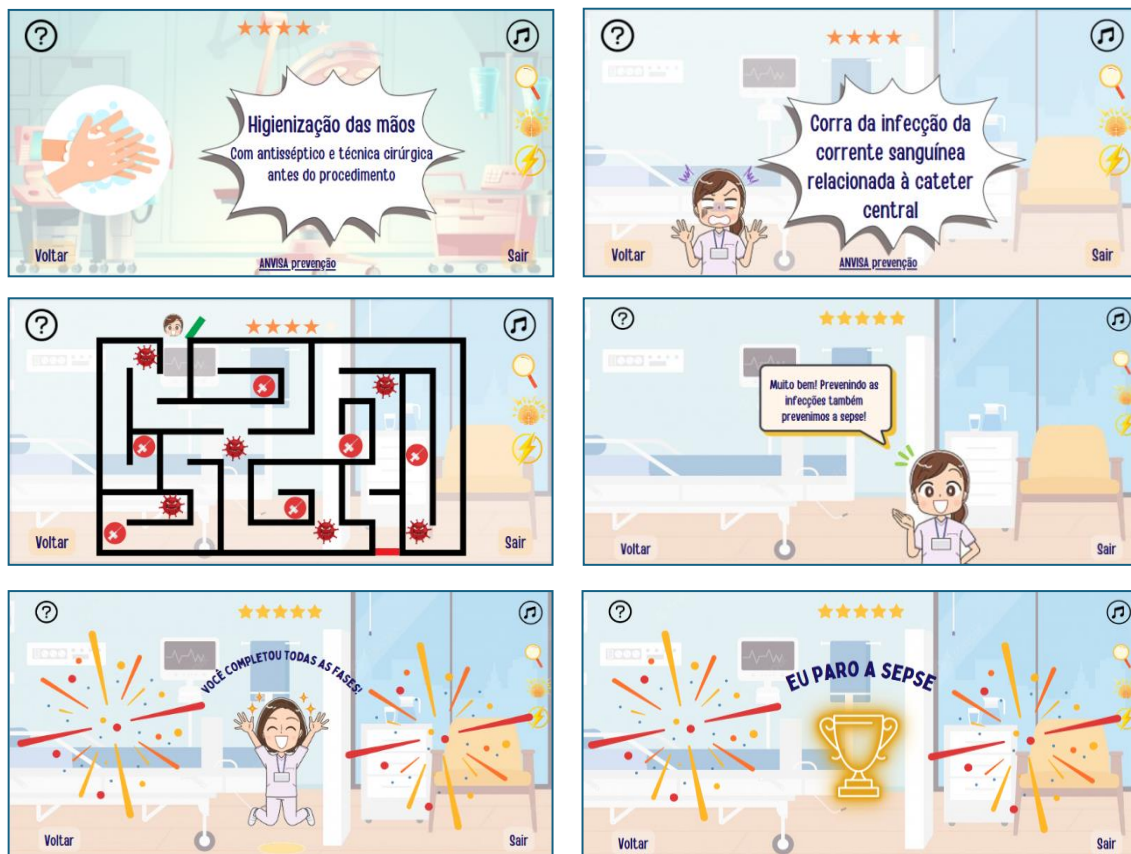 ?
Higienização das mãos
Com antisséptico e técnica cirúrgica
antes do procedimento
Voltar
ANVISA prevenção
Sair
?
Corra da infecção da
corrente sanguínea
relacionada à cateter
central
Voltar
ANVISA prevenção
Sair
?
Voltar
Sair
?
Muito bem! Prevenindo as
infecções também
prevenimos a sepse!
Voltar
Sair
?
VOCÊ COMPLETOU TODAS AS FASES!
Voltar
Sair
?
EU PARO A SEPSE
Voltar
Sair